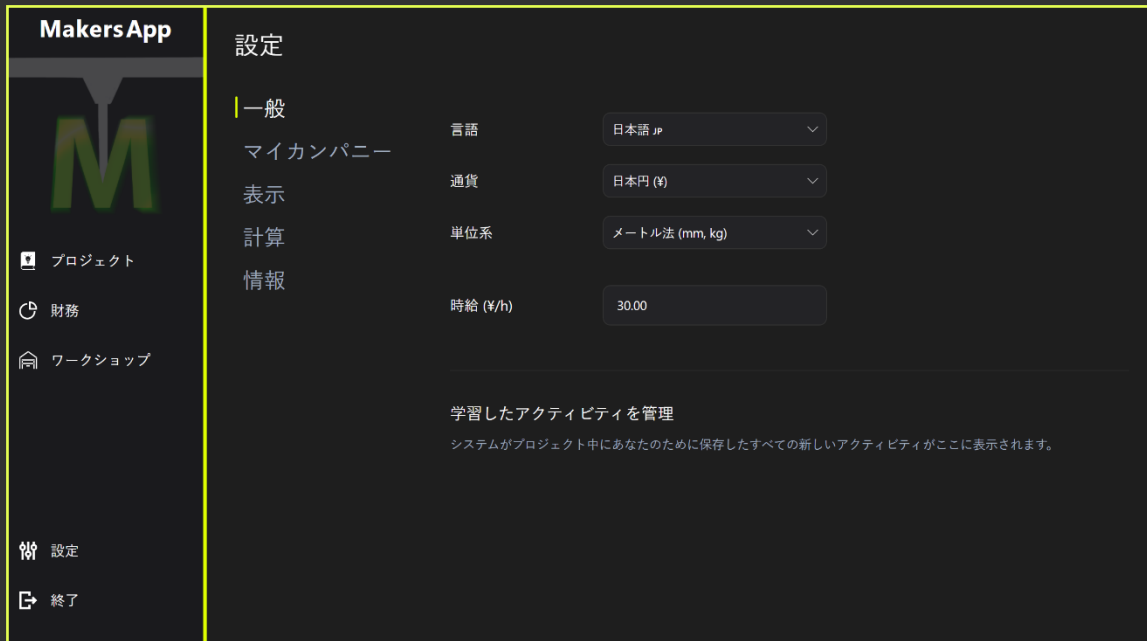 Makers App
M
プロジェクト
財務
ワークショップ
設定
終了
設定
一般
マイカンパニー
表示
計算
情報
言語
日本語 JP
通貨
日本円 (¥)
単位系
メートル法 (mm, kg)
時給 (¥/h)
30.00
学習したアクティビティを管理
システムがプロジェクト中にあなたのために保存したすべての新しいアクティビティがここに表示されます。